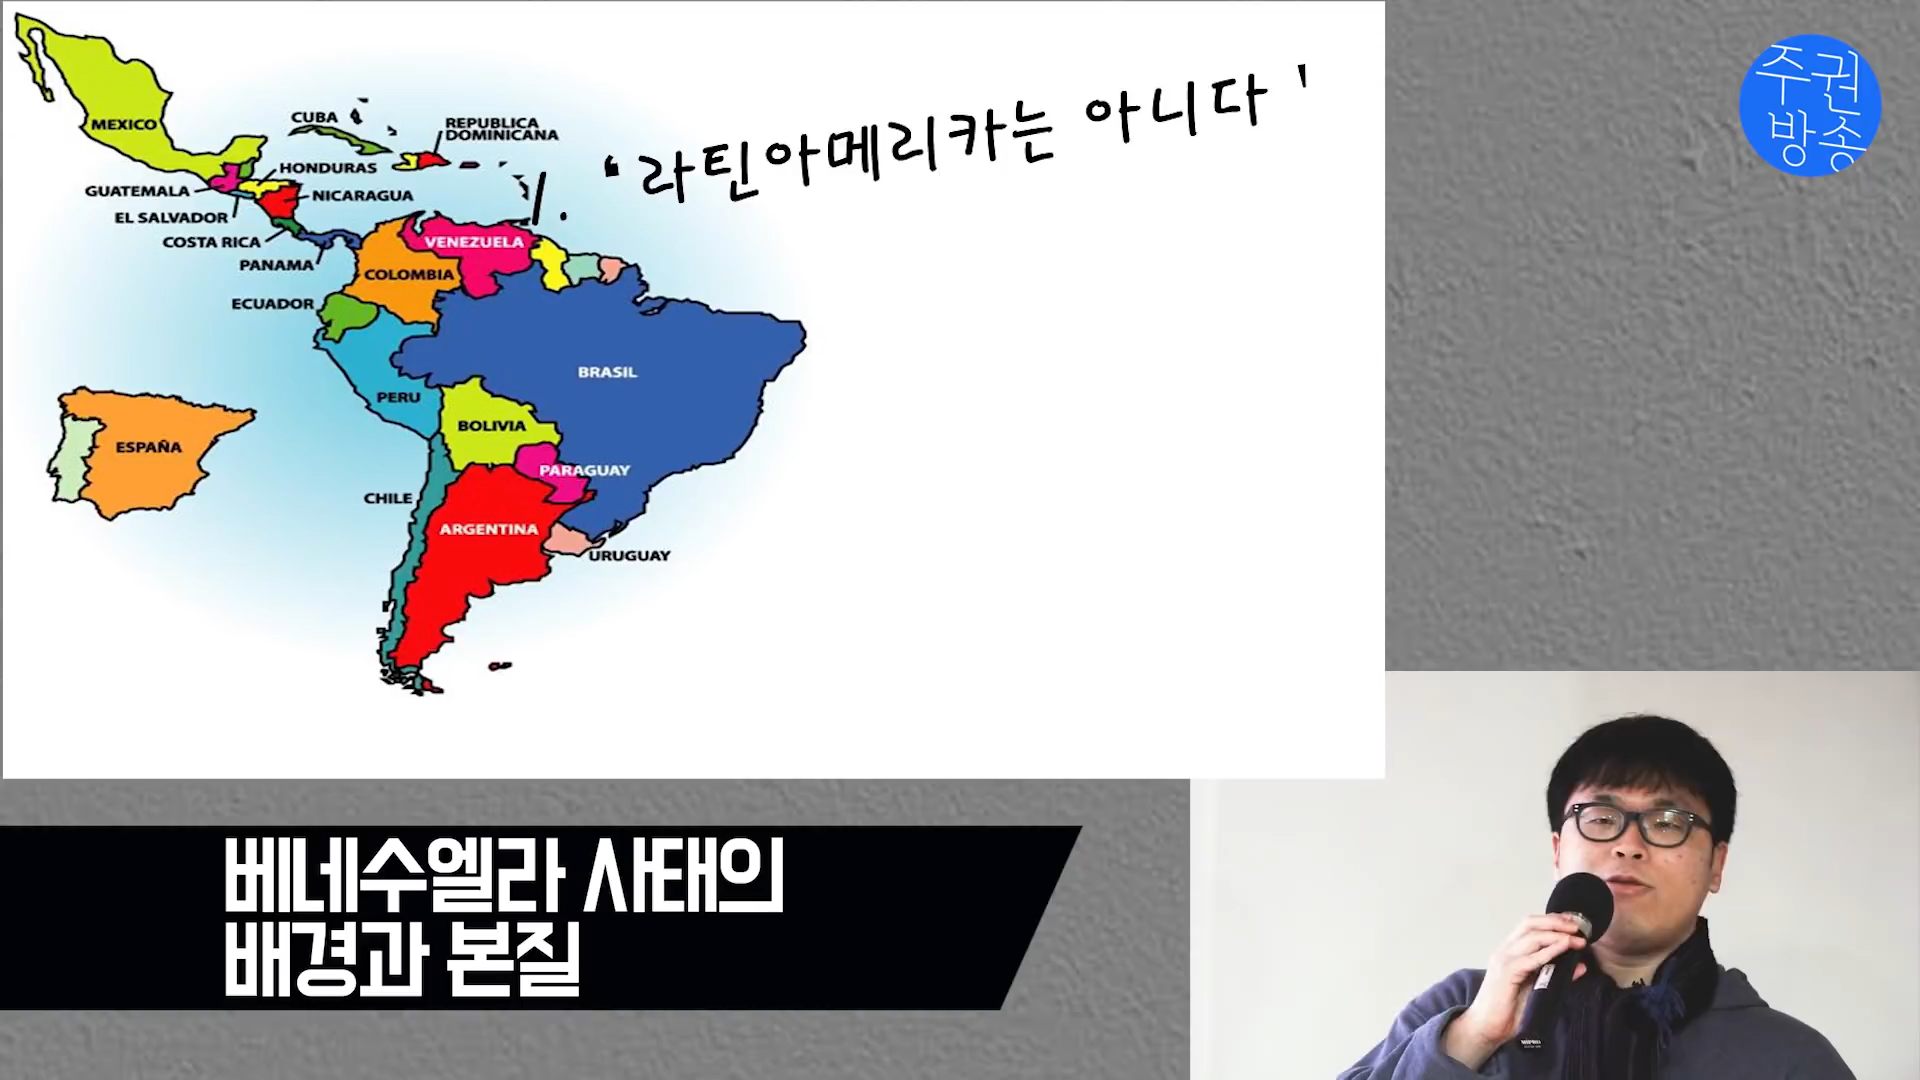 1. '라틴아메리카는 아니다'
주권
방송
MEXICO
CUBA
REPUBLICA
DOMINICANA
HONDURAS
GUATEMALA
NICARAGUA
EL SALVADOR
COSTA RICA
PANAMA
VENEZUELA
COLOMBIA
ECUADOR
BRASIL
PERU
BOLIVIA
ESPAÑA
PARAGUAY
CHILE
ARGENTINA
URUGUAY
베네수엘라 사태의
배경과 본질